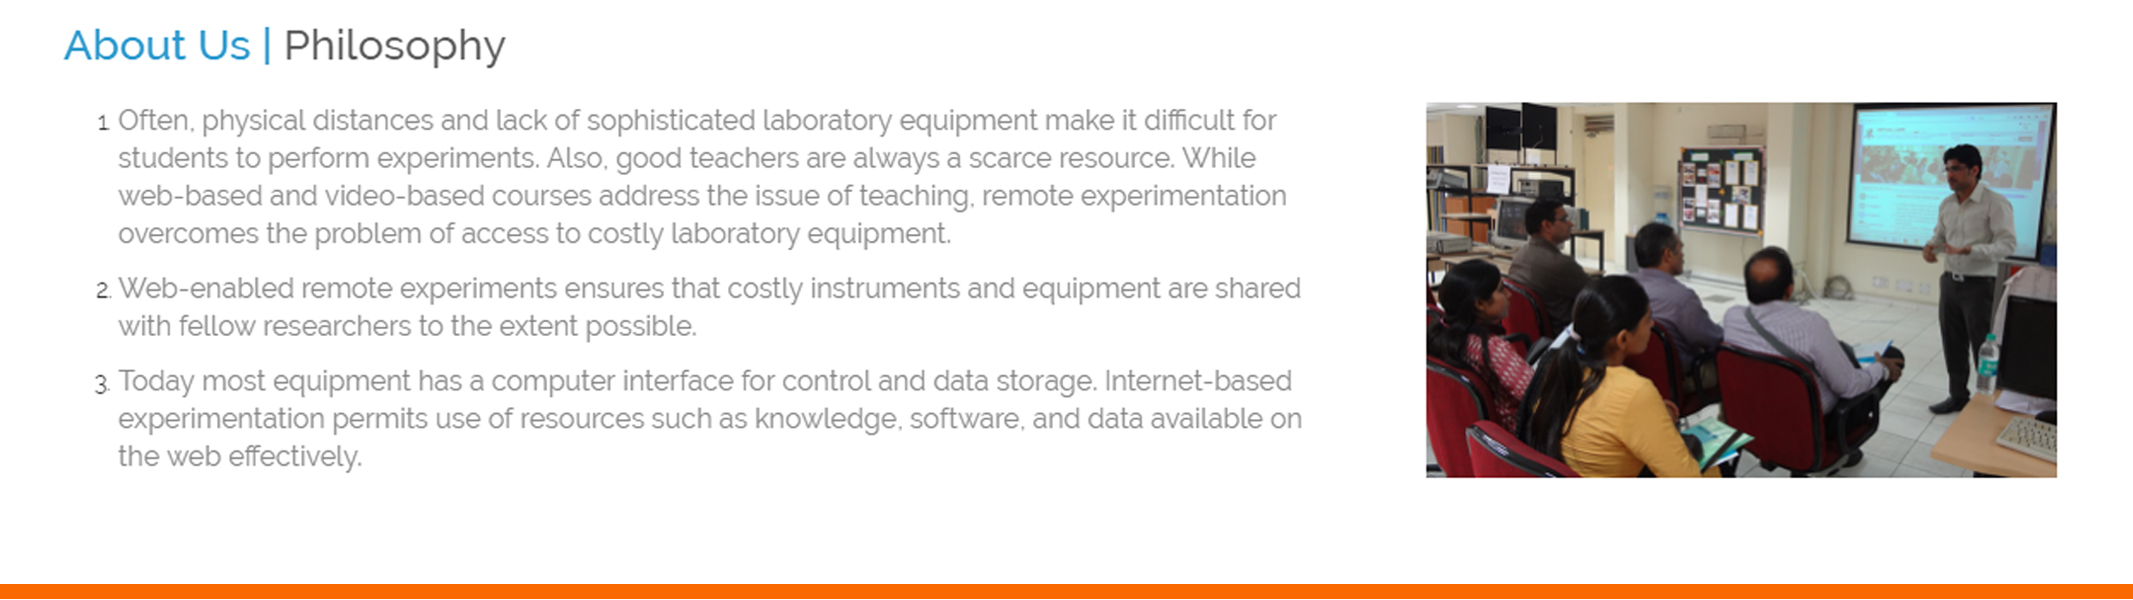 About Us | Philosophy
1. Often, physical distances and lack of sophisticated laboratory equipment make it difficult for
students to perform experiments. Also, good teachers are always a scarce resource. While
web-based and video-based courses address the issue of teaching, remote experimentation
overcomes the problem of access to costly laboratory equipment.
2. Web-enabled remote experiments ensures that costly instruments and equipment are shared
with fellow researchers to the extent possible.
3. Today most equipment has a computer interface for control and data storage. Internet-based
experimentation permits use of resources such as knowledge, software, and data available on
the web effectively.